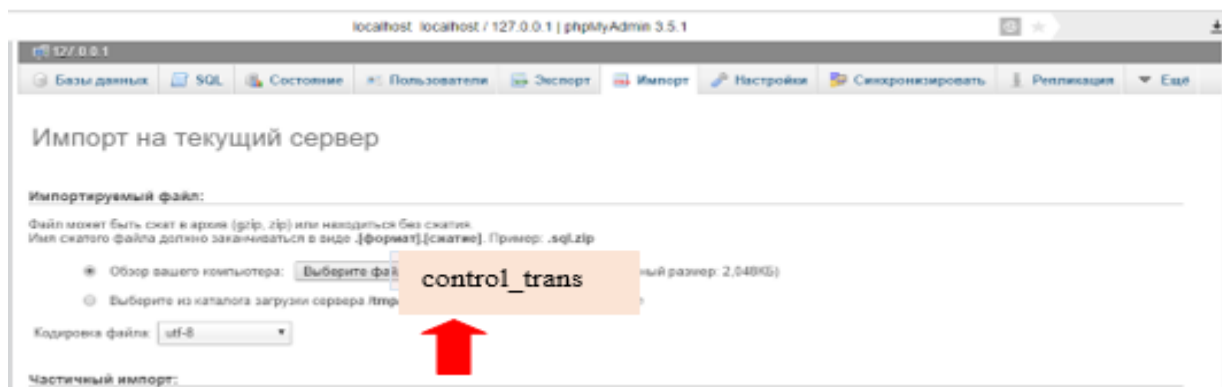 localhost localhost / 127.0.0.1 | phpMyAdmin 3.5.1
127.0.0.1
Базы данных SQL Состояние Пользователи Экспорт Импорт Настройки Синхронизировать Репликация Ещё
Импорт на текущий сервер
Импортируемый файл:
Файл может быть сжат в архив (gzip, zip) или находиться без сжатия.
Имя сжатого файла должно заканчиваться в виде .[формат].[сжатие]. Пример: .sql.zip
Обзор вашего компьютера: Выберите размер: 2,048КБ)
control_trans
Выберите из каталога загрузки сервера
Кодировка файла: utf-8
Частичный импорт: